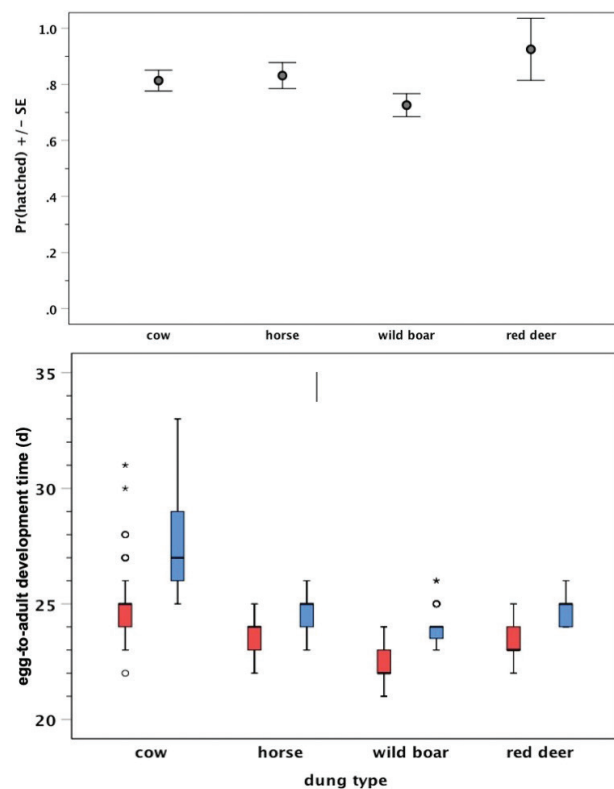 1.0
.8
.6
.4
.2
.0
Pr(hatched) +/- SE
cow horse wild boar red deer
35
30
25
20
egg-to-adult development time (d)
cow horse wild boar red deer
dung type